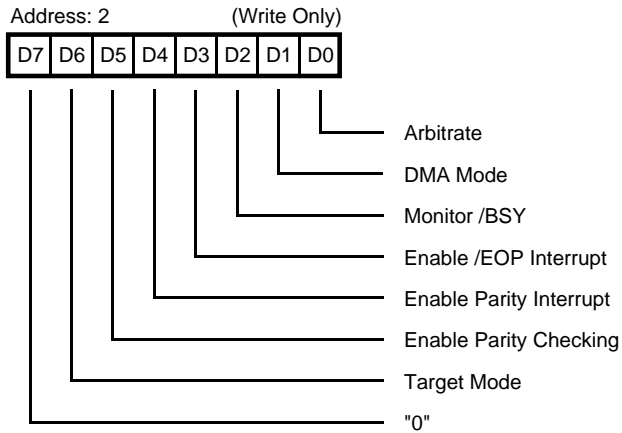 Address: 2 (Write Only)
D7 D6 D5 D4 D3 D2 D1 D0
Arbitrate
DMA Mode
Monitor /BSY
Enable /EOP Interrupt
Enable Parity Interrupt
Enable Parity Checking
Target Mode
"0"